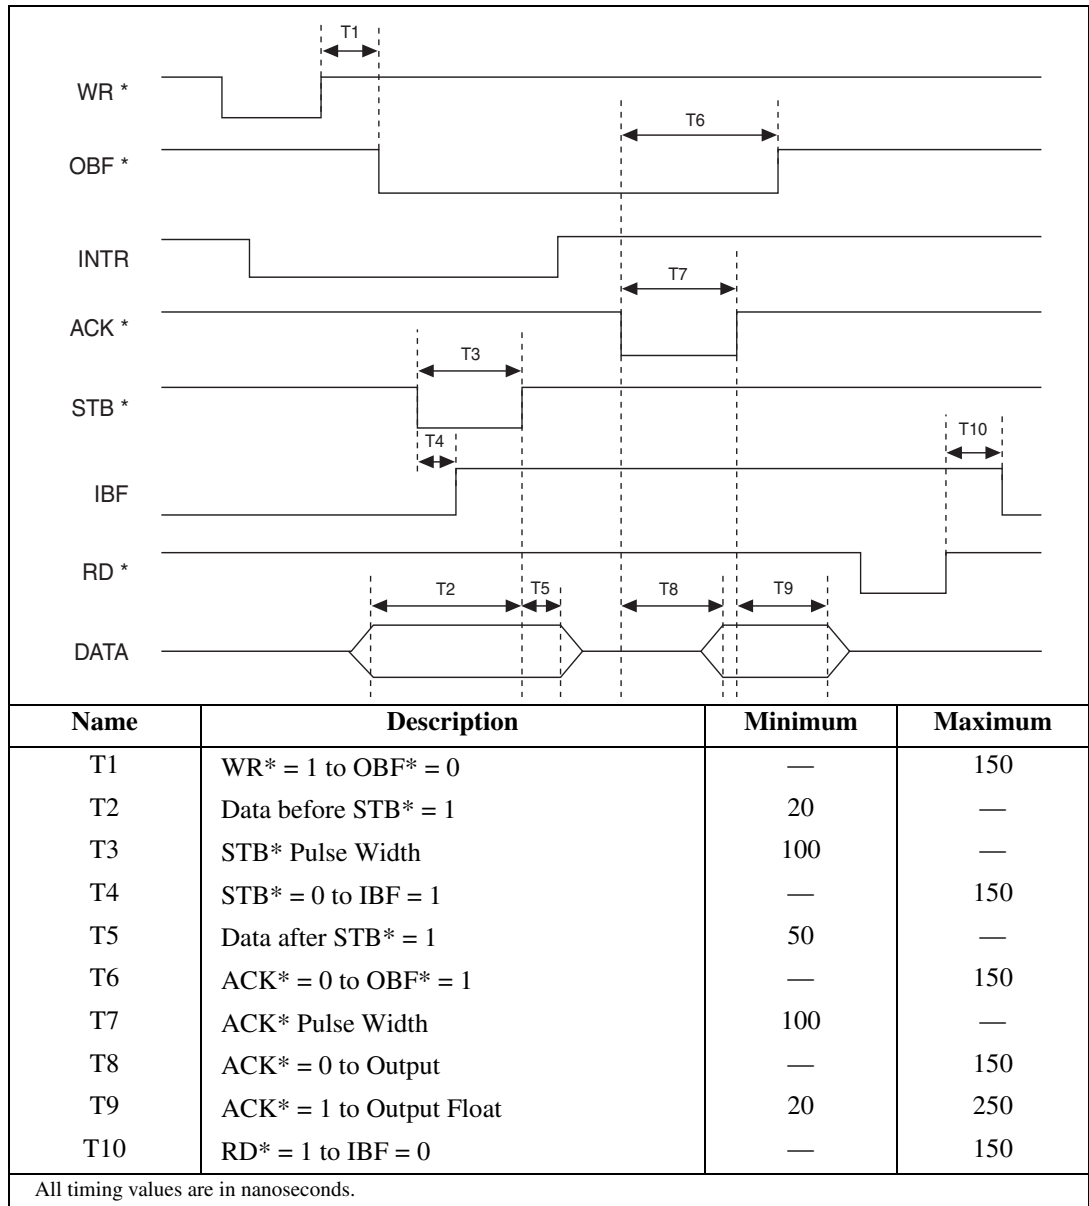 T1
WR *
T6
OBF *
INTR
T7
ACK *
T3
STB *
T4
T10
IBF
RD *
T2 T5 T8 T9
DATA
Name Description Minimum Maximum
T1 WR* = 1 to OBF* = 0 — 150
T2 Data before STB* = 1 20 —
T3 STB* Pulse Width 100 —
T4 STB* = 0 to IBF = 1 — 150
T5 Data after STB* = 1 50 —
T6 ACK* = 0 to OBF* = 1 — 150
T7 ACK* Pulse Width 100 —
T8 ACK* = 0 to Output — 150
T9 ACK* = 1 to Output Float 20 250
T10 RD* = 1 to IBF = 0 — 150
All timing values are in nanoseconds.